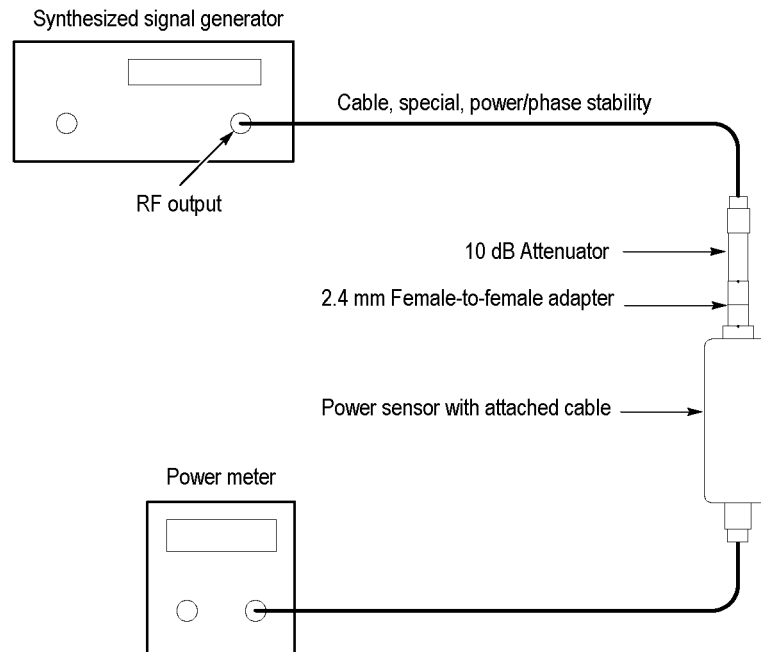 Synthesized signal generator
Cable, special, power/phase stability
RF output
10 dB Attenuator
2.4 mm Female-to-female adapter
Power sensor with attached cable
Power meter